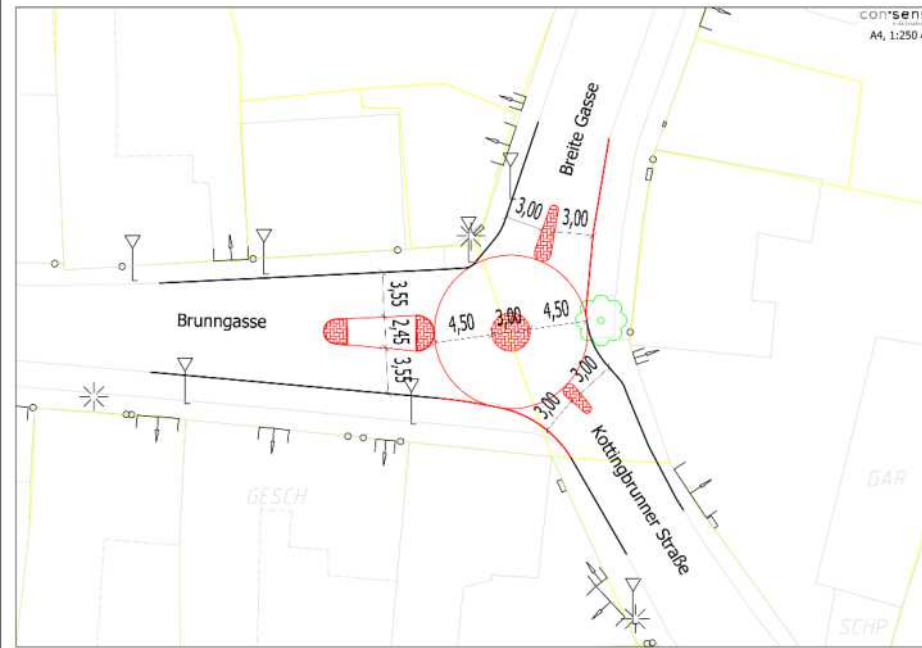 con*sens
A4, 1:250
Breite Gasse
3,00
3,00
Brunngasse
3,55
2,45
3,55
4,50
3,00
4,50
3,00
3,00
Kottingbrunner Straße
GESCH
GAR
SCHP